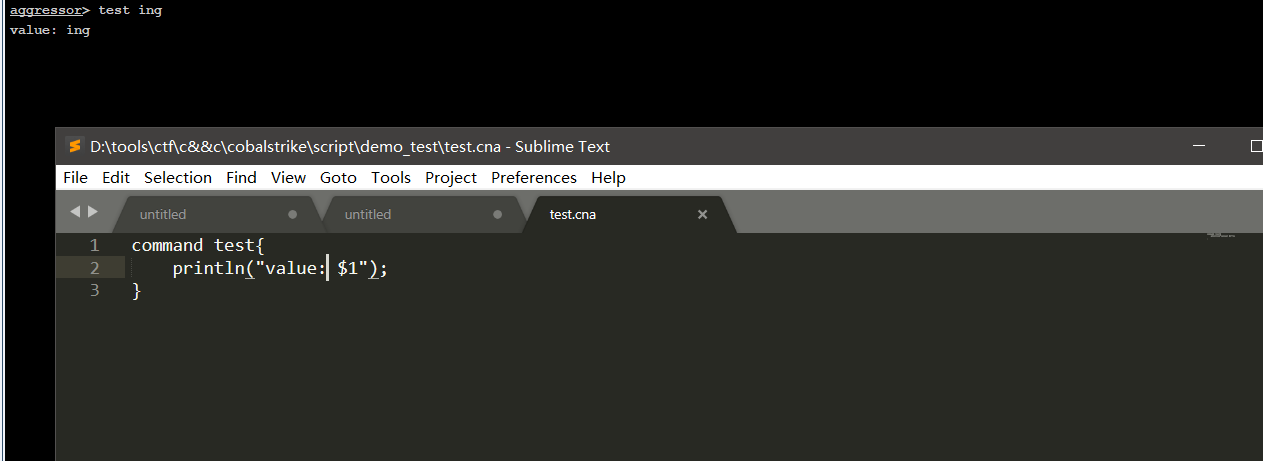 aggressor> test ing
value: ing
D:\tools\ctf\c&&c\cobalstrike\script\demo_test\test.cna - Sublime Text
File Edit Selection Find View Goto Tools Project Preferences Help
untitled untitled test.cna
1 command test{
2 println("value: $1");
3 }